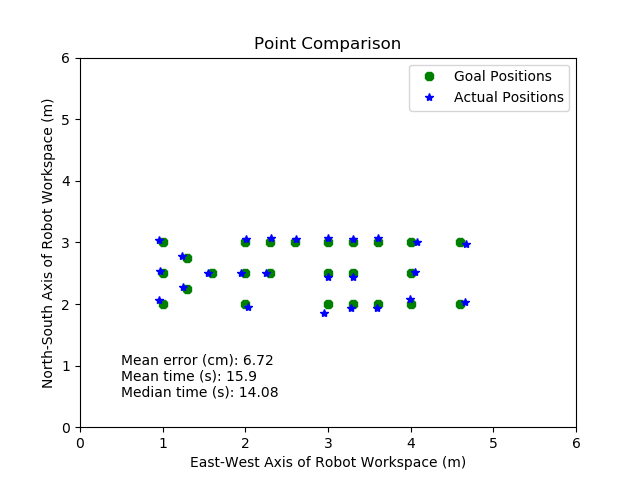 Point Comparison
Goal Positions
Actual Positions
North-South Axis of Robot Workspace (m)
6
5
4
3
2
1
0
Mean error (cm): 6.72
Mean time (s): 15.9
Median time (s): 14.08
0 1 2 3 4 5 6
East-West Axis of Robot Workspace (m)